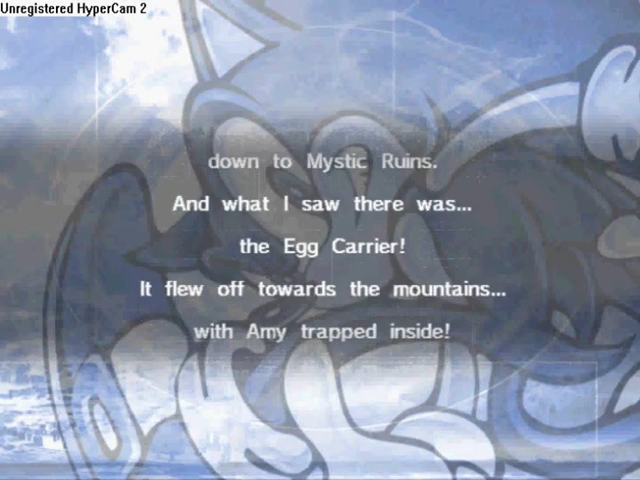 Unregistered HyperCam 2
down to Mystic Ruins.
And what I saw there was...
the Egg Carrier!
It flew off towards the mountains...
with Amy trapped inside!